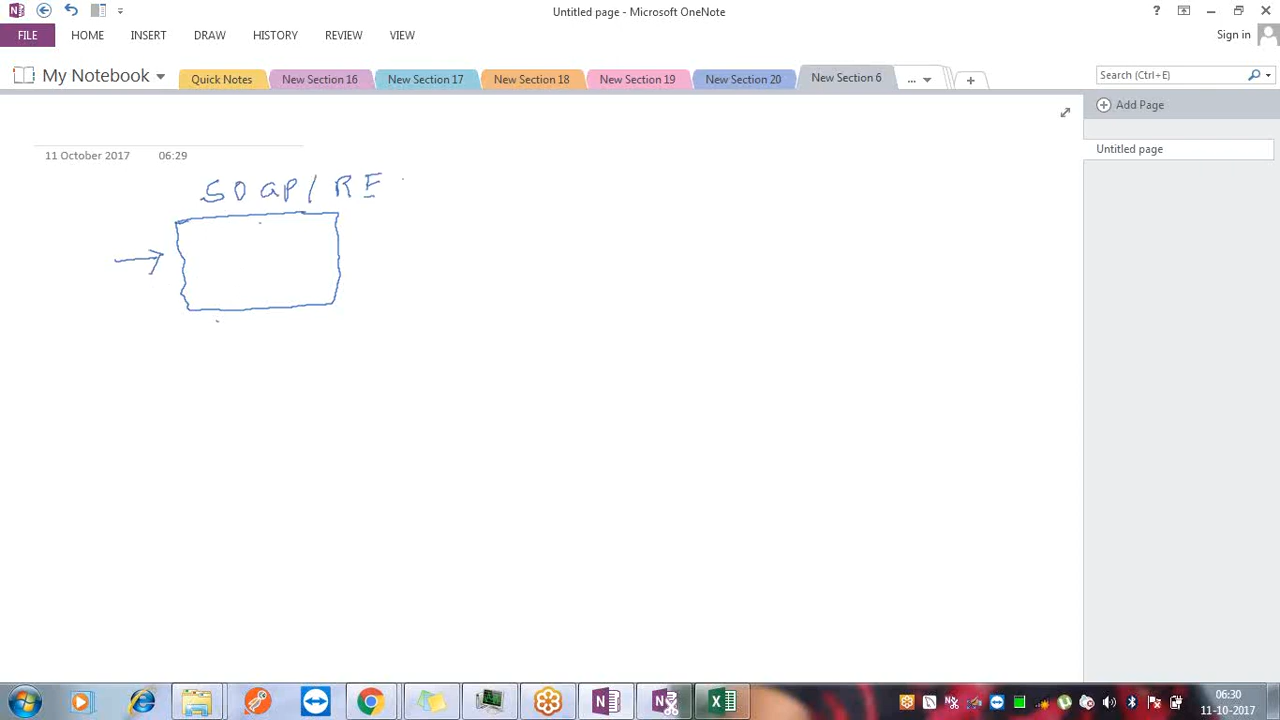 Untitled page - Microsoft OneNote
?
FILE HOME INSERT DRAW HISTORY REVIEW VIEW
Sign in
My Notebook
Quick Notes New Section 16 New Section 17 New Section 18 New Section 19 New Section 20 New Section 6 ...
Search (Ctrl+E)
Add Page
Untitled page
11 October 2017 06:29
SOAP/ RE
06:30
11-10-2017